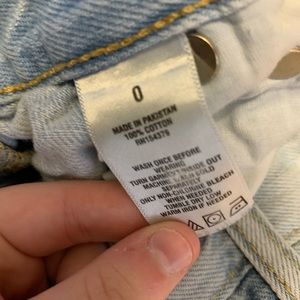 0
MADE IN PAKISTAN
100% COTTON
RN154379
WASH ONCE BEFORE
WEARING
TURN GARMENT INSIDE OUT
MACHINE WASH COLD
SEPARATELY
ONLY NON-CHLORINE BLEACH
WHEN NEEDED
TUMBLE DRY LOW
WARM IRON IF NEEDED